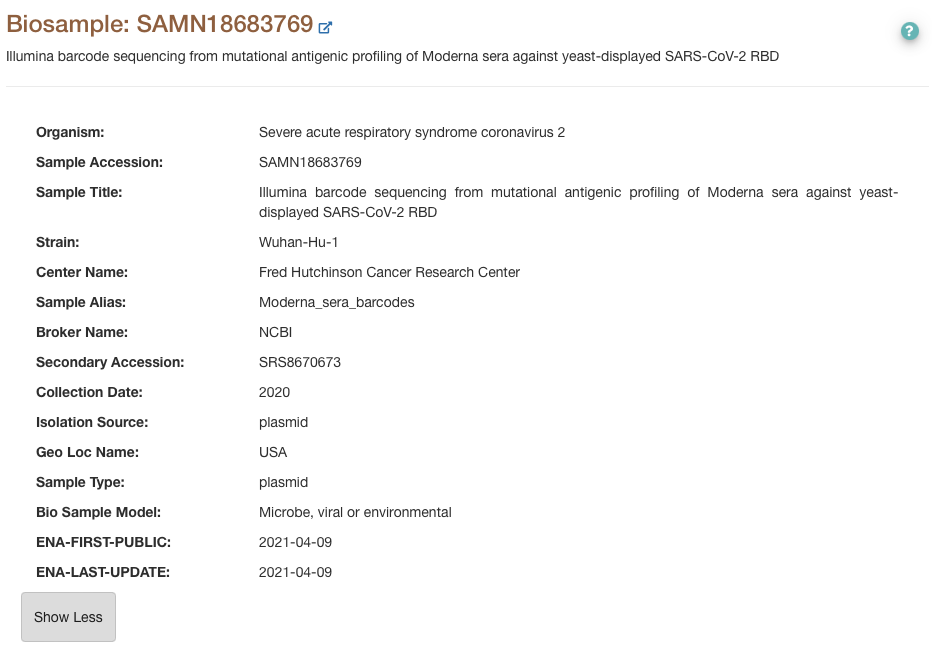 Biosample: SAMN18683769
?
Illumina barcode sequencing from mutational antigenic profiling of Moderna sera against yeast-displayed SARS-CoV-2 RBD
Organism: Severe acute respiratory syndrome coronavirus 2
Sample Accession: SAMN18683769
Sample Title: Illumina barcode sequencing from mutational antigenic profiling of Moderna sera against yeast-
displayed SARS-CoV-2 RBD
Strain: Wuhan-Hu-1
Center Name: Fred Hutchinson Cancer Research Center
Sample Alias: Moderna_sera_barcodes
Broker Name: NCBI
Secondary Accession: SRS8670673
Collection Date: 2020
Isolation Source: plasmid
Geo Loc Name: USA
Sample Type: plasmid
Bio Sample Model: Microbe, viral or environmental
ENA-FIRST-PUBLIC: 2021-04-09
ENA-LAST-UPDATE: 2021-04-09
Show Less